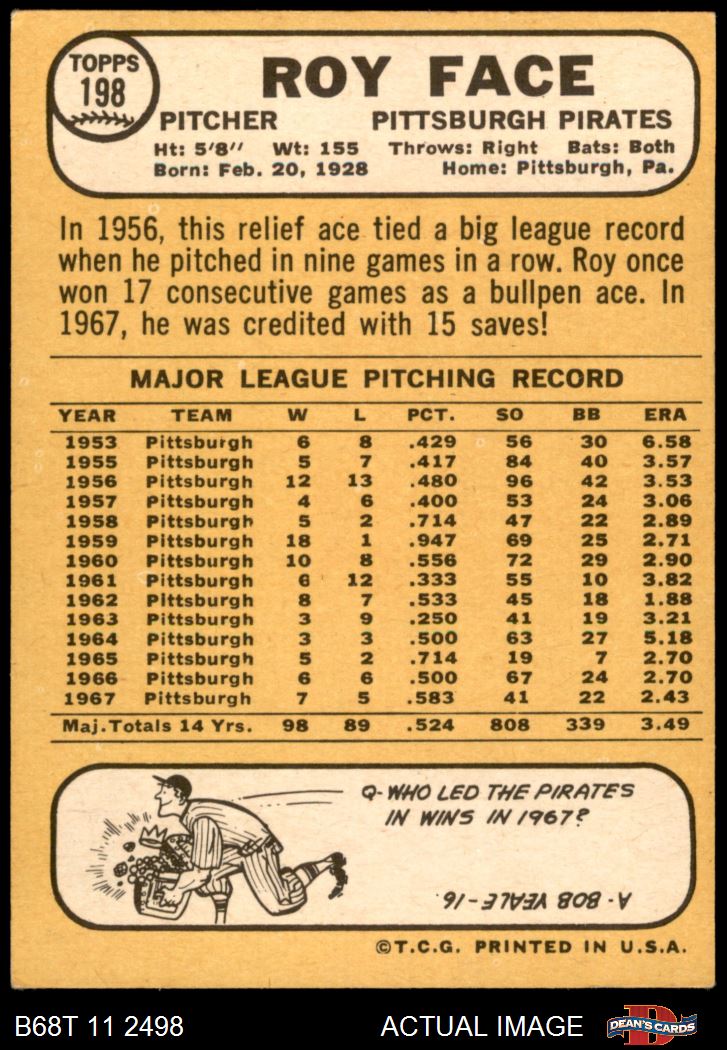 TOPPS
198
ROY FACE
PITCHER PITTSBURGH PIRATES
Ht: 5'8" Wt: 155 Throws: Right Bats: Both
Born: Feb. 20, 1928 Home: Pittsburgh, Pa.
In 1956, this relief ace tied a big league record
when he pitched in nine games in a row. Roy once
won 17 consecutive games as a bullpen ace. In
1967, he was credited with 15 saves!
MAJOR LEAGUE PITCHING RECORD
YEAR TEAM W L PCT. SO BB ERA
1953 Pittsburgh 6 8 .429 56 30 6.58
1955 Pittsburgh 5 7 .417 84 40 3.57
1956 Pittsburgh 12 13 .480 96 42 3.53
1957 Pittsburgh 4 6 .400 53 24 3.06
1958 Pittsburgh 5 2 .714 47 22 2.89
1959 Pittsburgh 18 1 .947 69 25 2.71
1960 Pittsburgh 10 8 .556 72 29 2.90
1961 Pittsburgh 6 12 .333 55 10 3.82
1962 Pittsburgh 8 7 .533 45 18 1.88
1963 Pittsburgh 3 9 .250 41 19 3.21
1964 Pittsburgh 3 3 .500 63 27 5.18
1965 Pittsburgh 5 2 .714 19 7 2.70
1966 Pittsburgh 6 6 .500 67 24 2.70
1967 Pittsburgh 7 5 .583 41 22 2.43
Maj.Totals 14 Yrs. 98 89 .524 808 339 3.49
Q-WHO LED THE PIRATES
IN WINS IN 1967?
A-BOB VEALE-16
©T.C.G. PRINTED IN U.S.A.
B68T 11 2498 ACTUAL IMAGE DEAN'S CARDS